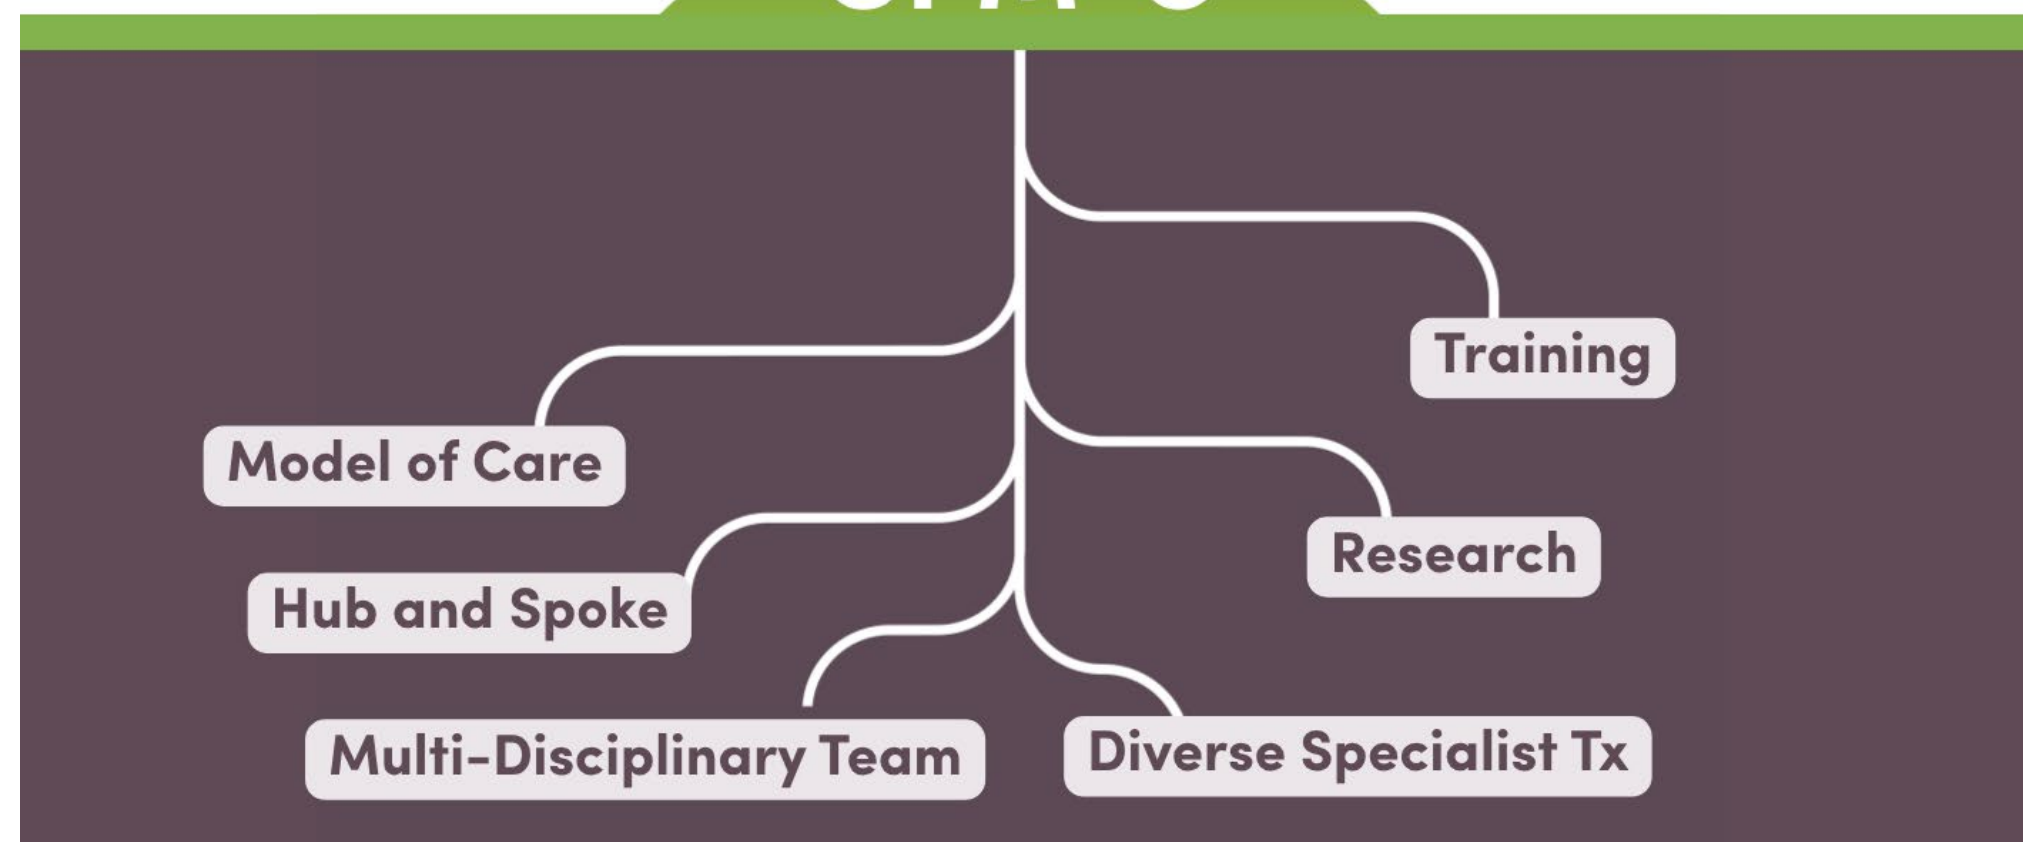 Training
Model of Care
Research
Hub and Spoke
Multi-Disciplinary Team
Diverse Specialist Tx